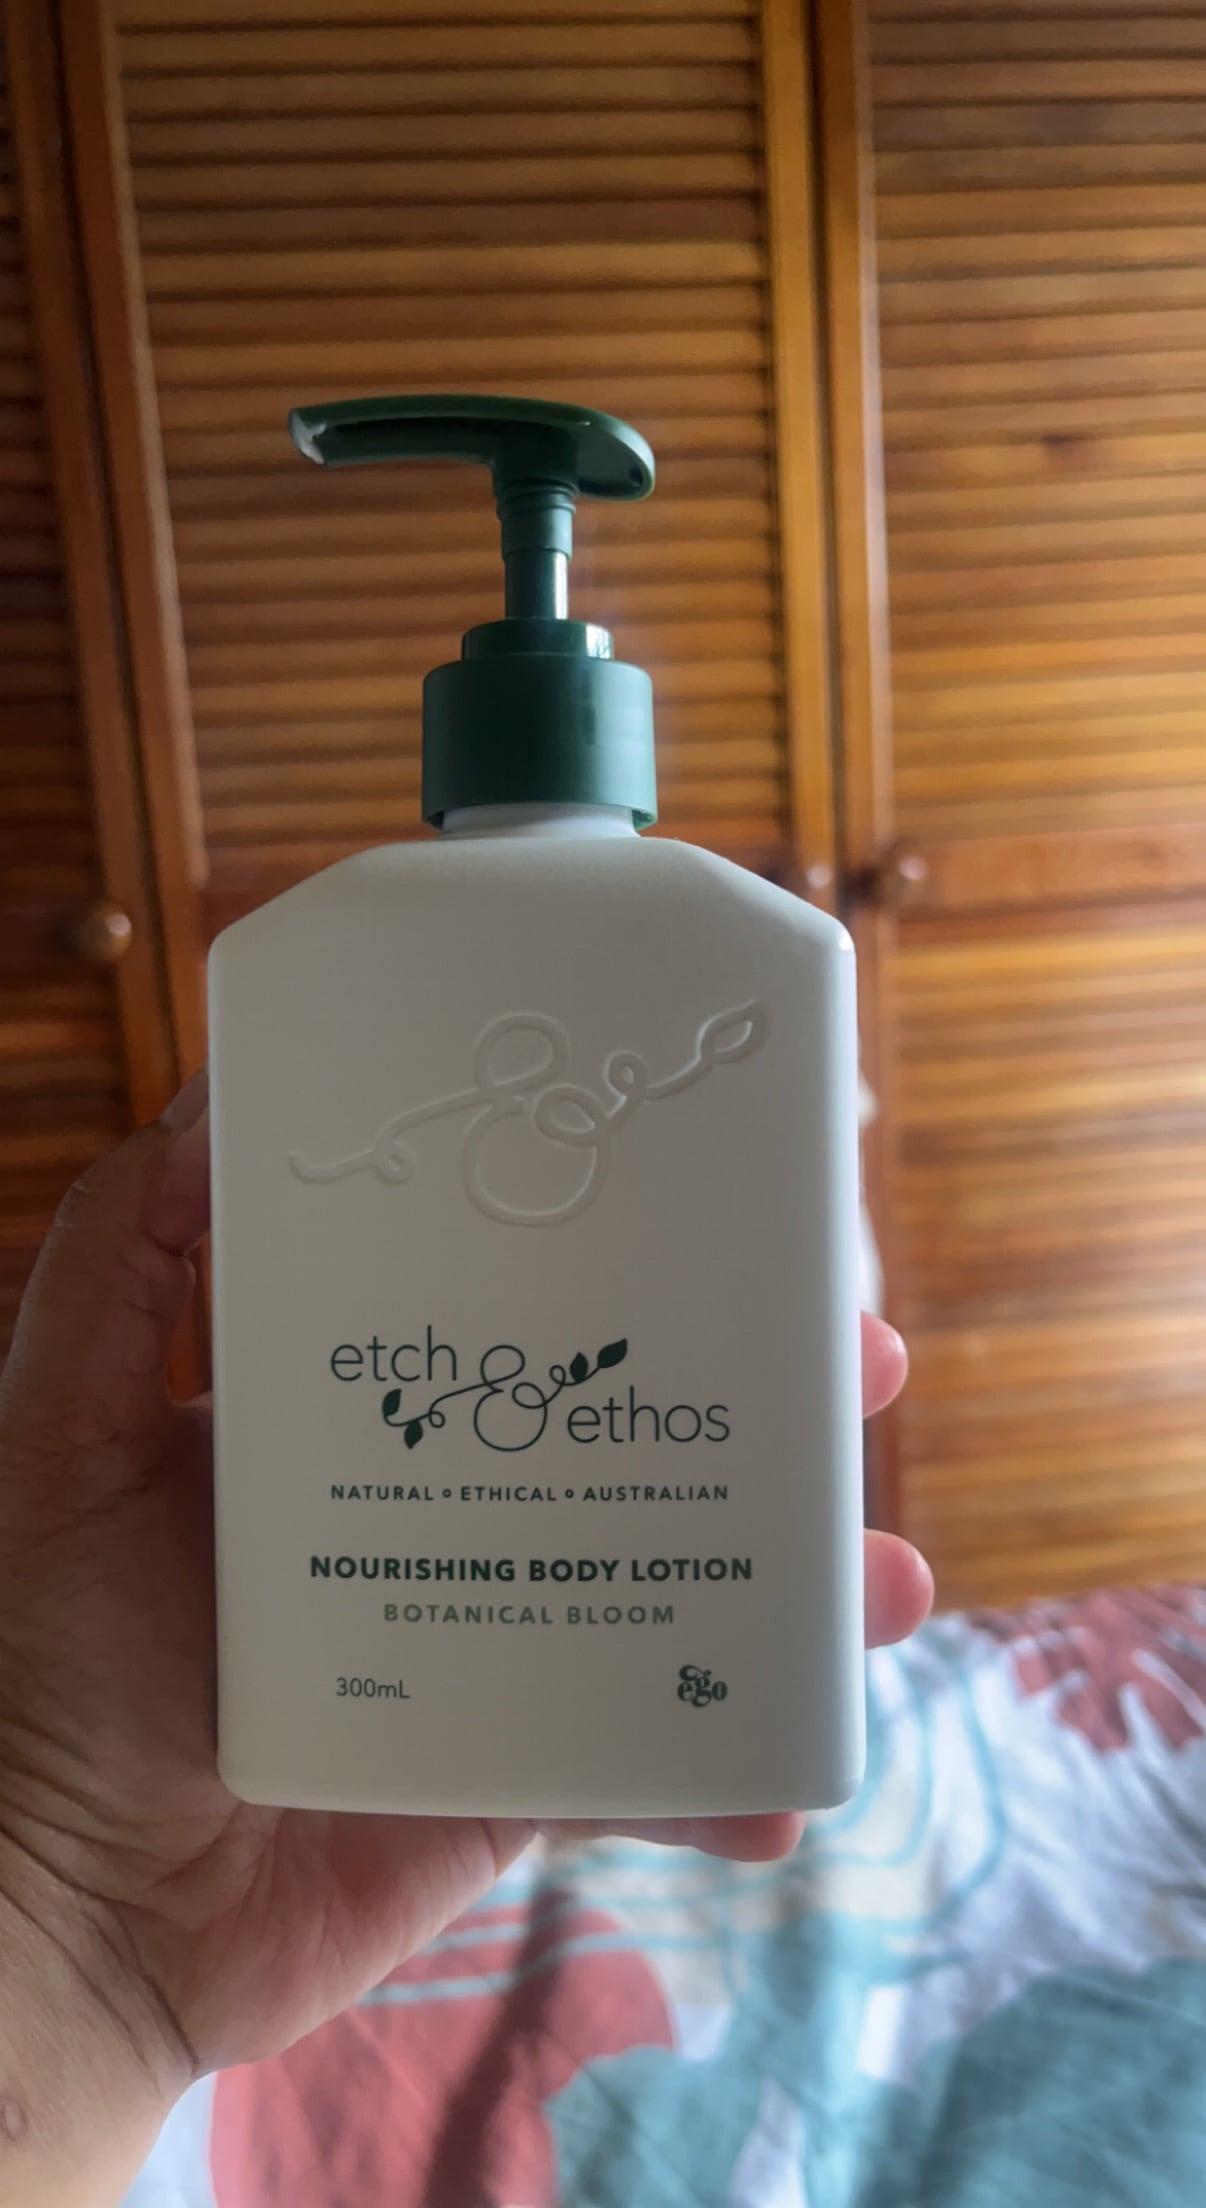 etch &
ethos
NATURAL ∘ ETHICAL ∘ AUSTRALIAN
NOURISHING BODY LOTION
BOTANICAL BLOOM
300mL ego